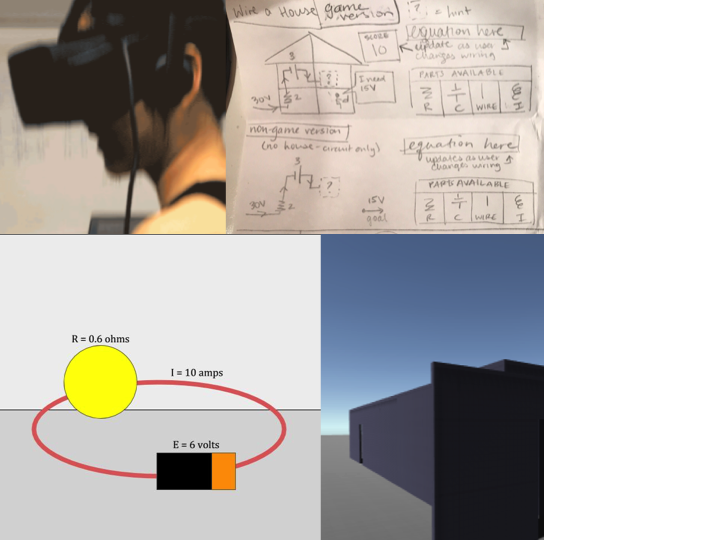 Wire a House game version
? = hint
SCORE
10
equation here
update as user
changes wiring
3
?
I need
15V
30V
2
PARTS AVAILABLE
R
C
WIRE
I
non-game version
(no house - circuit only)
equation here
updates as user
changes wiring
3
?
30V
2
15V
goal
PARTS AVAILABLE
R
C
WIRE
I
R = 0.6 ohms
I = 10 amps
E = 6 volts